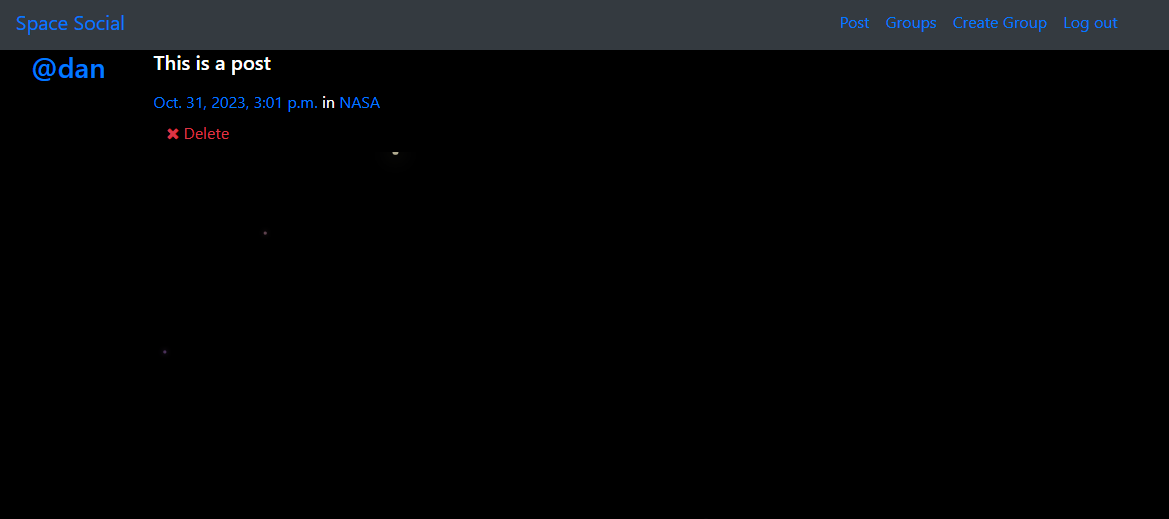 Space Social
Post Groups Create Group Log out
@dan
This is a post
Oct. 31, 2023, 3:01 p.m. in NASA
✖ Delete